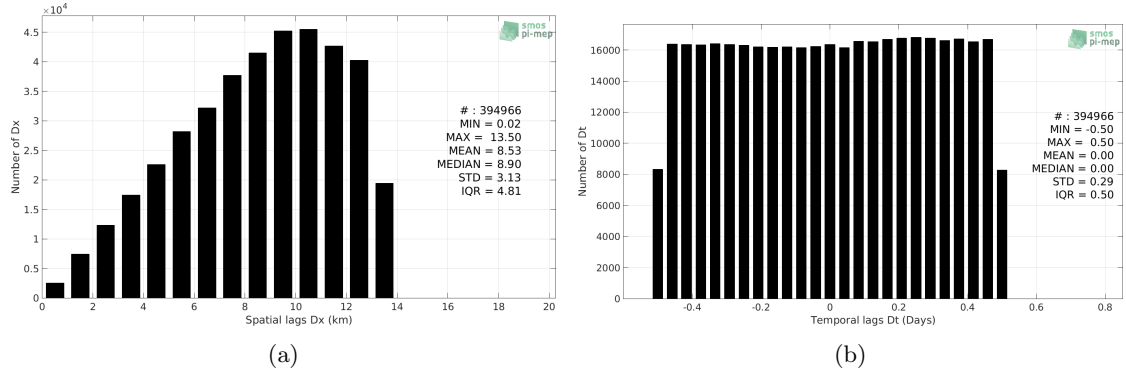 ×10⁴
4.5
4
3.5
3
2.5
2
1.5
1
0.5
0
Number of Dx
0 2 4 6 8 10 12 14 16 18 20
Spatial lags Dx (km)
smos
pi-mep
# : 394966
MIN = 0.02
MAX = 13.50
MEAN = 8.53
MEDIAN = 8.90
STD = 3.13
IQR = 4.81
(a)
16000
14000
12000
10000
8000
6000
4000
2000
0
Number of Dt
-0.4 -0.2 0 0.2 0.4 0.6 0.8
Temporal lags Dt (Days)
smos
pi-mep
# : 394966
MIN = -0.50
MAX = 0.50
MEAN = 0.00
MEDIAN = 0.00
STD = 0.29
IQR = 0.50
(b)